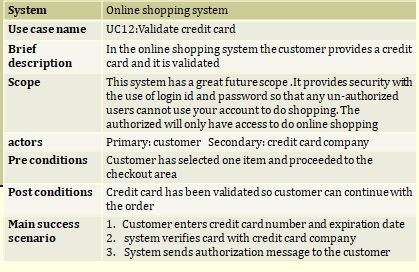 System Online shopping system
Use case name UC12:Validate credit card
Brief In the online shopping system the customer provides a credit
description card and it is validated
Scope This system has a great future scope .It provides security with
the use of login id and password so that any un-authorized
users cannot use your account to do shopping. The
authorized will only have access to do online shopping
actors Primary: customer Secondary: credit card company
Pre conditions Customer has selected one item and proceeded to the
checkout area
Post conditions Credit card has been validated so customer can continue with
the order
Main success 1. Customer enters credit card number and expiration date
scenario 2. system verifies card with credit card company
3. System sends authorization message to the customer